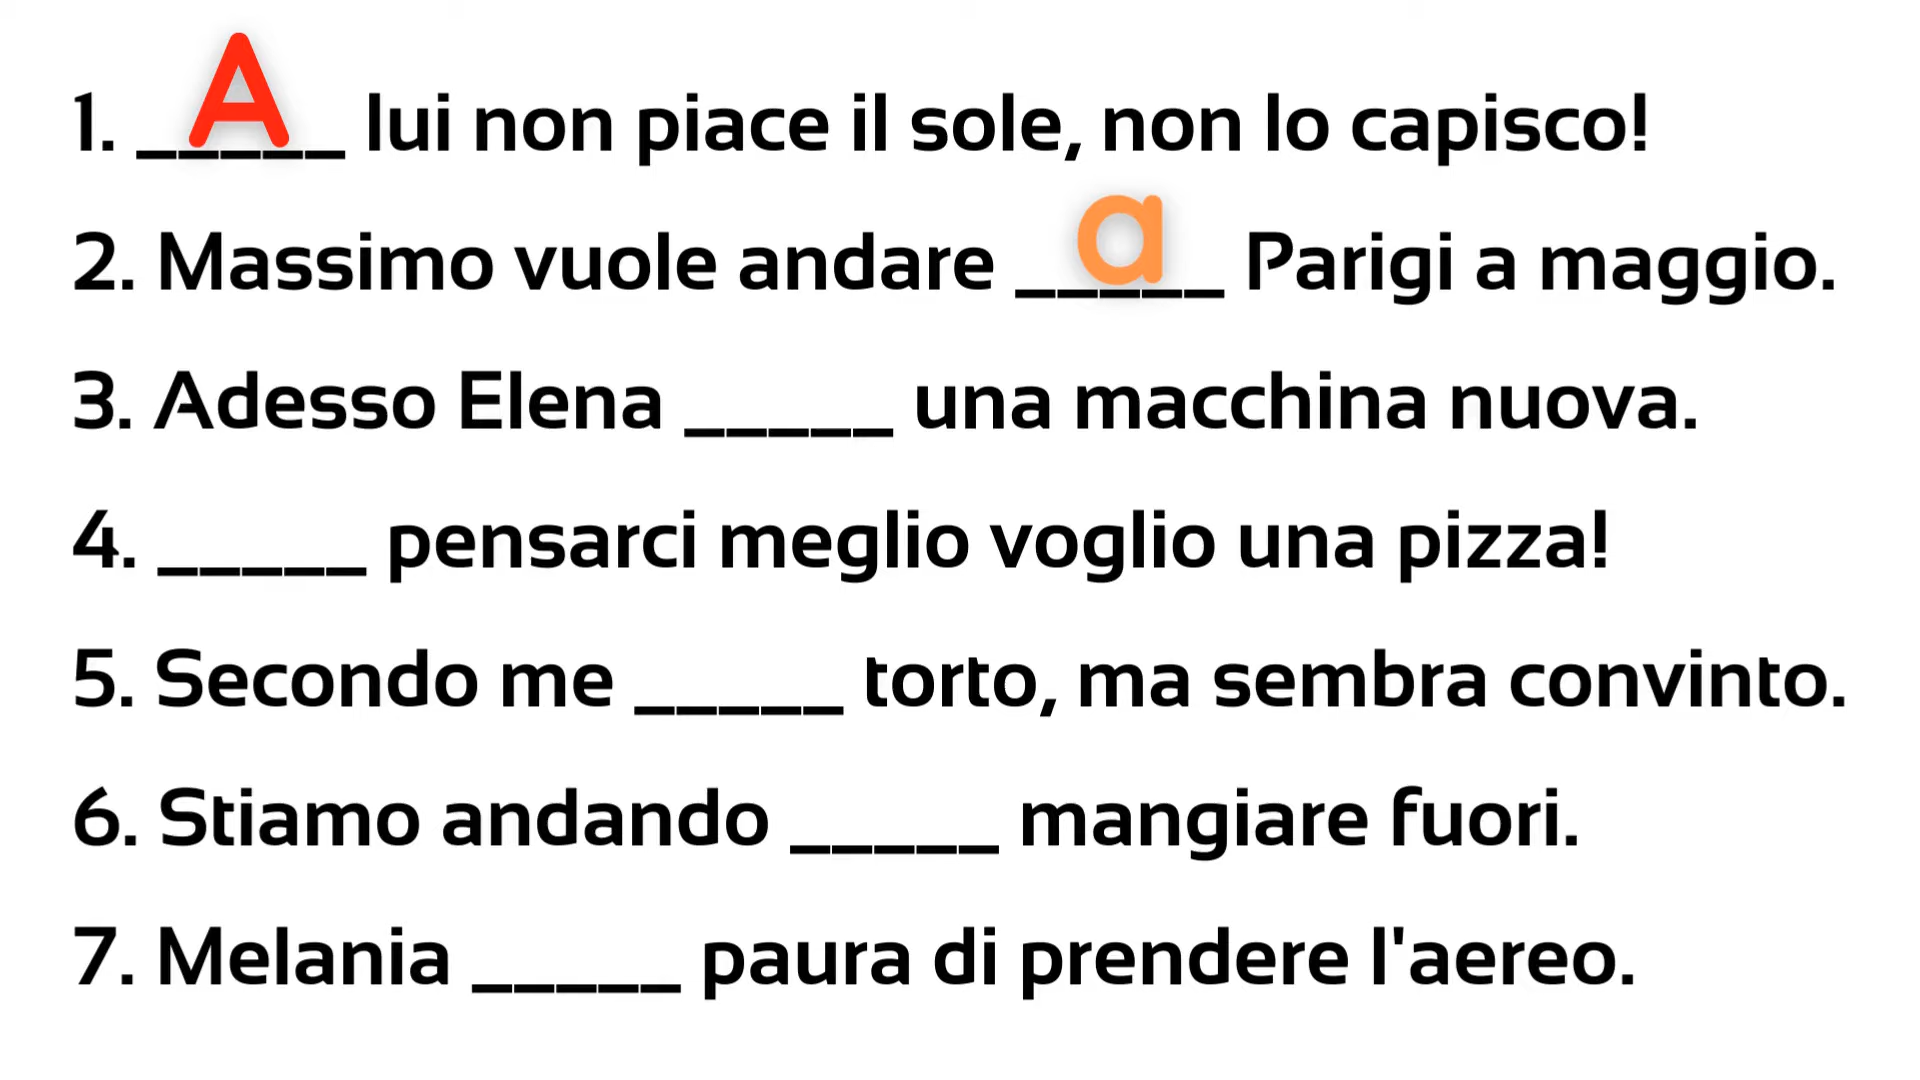 1. __A__ lui non piace il sole, non lo capisco!
2. Massimo vuole andare __a__ Parigi a maggio.
3. Adesso Elena _____ una macchina nuova.
4. _____ pensarci meglio voglio una pizza!
5. Secondo me _____ torto, ma sembra convinto.
6. Stiamo andando _____ mangiare fuori.
7. Melania _____ paura di prendere l'aereo.